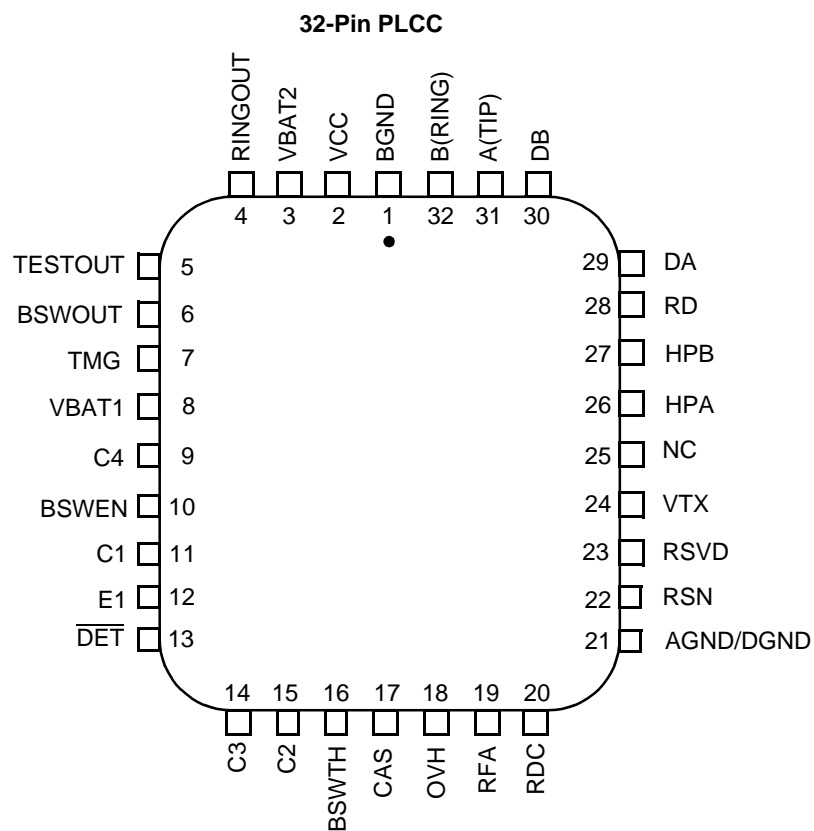 32-Pin PLCC
RINGOUT
VBAT2
VCC
BGND
B(RING)
A(TIP)
DB
4 3 2 1 32 31 30
TESTOUT 5
BSWOUT 6
TMG 7
VBAT1 8
C4 9
BSWEN 10
C1 11
E1 12
DET 13
29 DA
28 RD
27 HPB
26 HPA
25 NC
24 VTX
23 RSVD
22 RSN
21 AGND/DGND
14 15 16 17 18 19 20
C3
C2
BSWTH
CAS
OVH
RFA
RDC